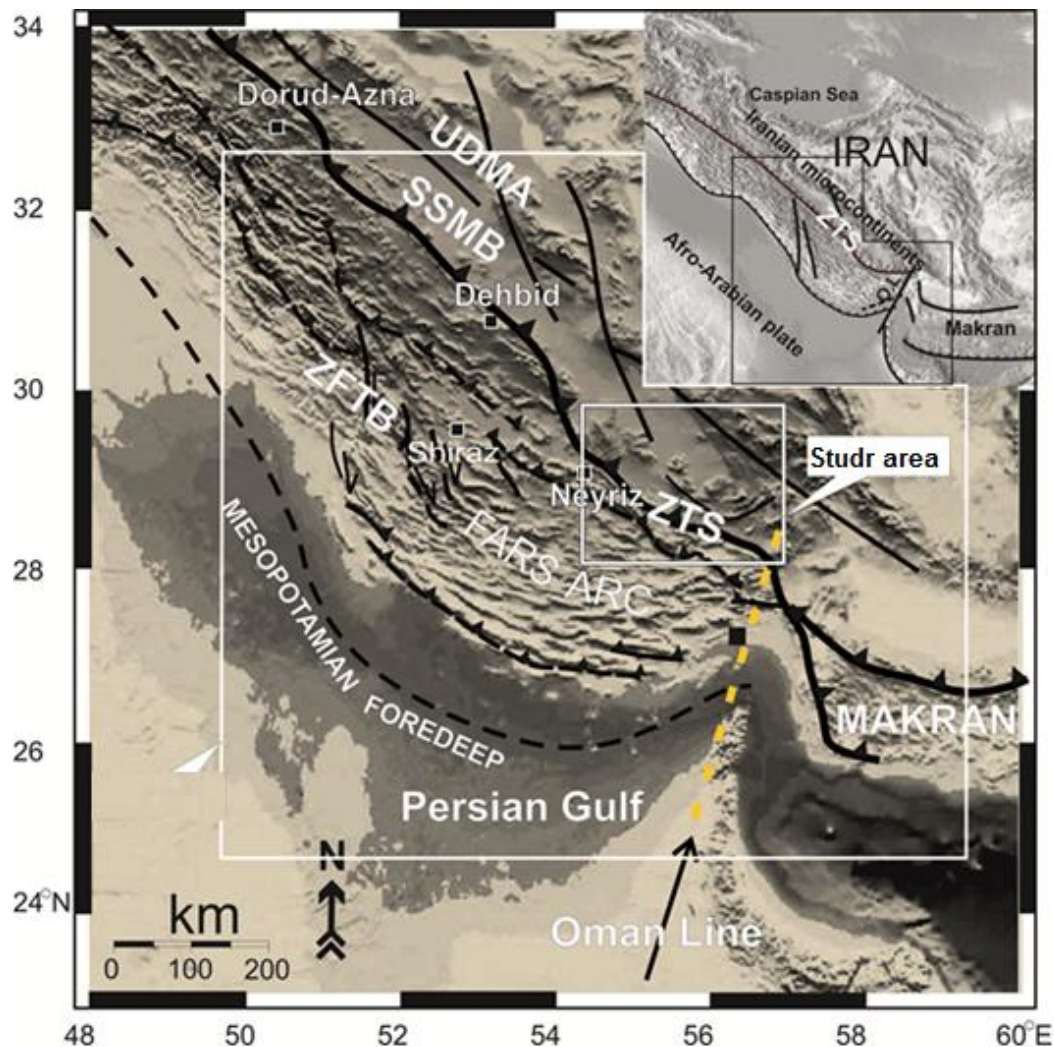 34
32
30
28
26
24°N
48
50
52
54
56
58
60°E
Caspian Sea
IRAN
Iranian microcontinents
ZTS
Afro-Arabian plate
Makran
Dorud-Azna
UDMA
SSMB
Dehbid
ZFTB
Shiraz
Studr area
Neyriz
ZTS
FARS ARC
MESOPOTAMIAN FOREDEEP
MAKRAN
Persian Gulf
N
km
0 100 200
Oman Line